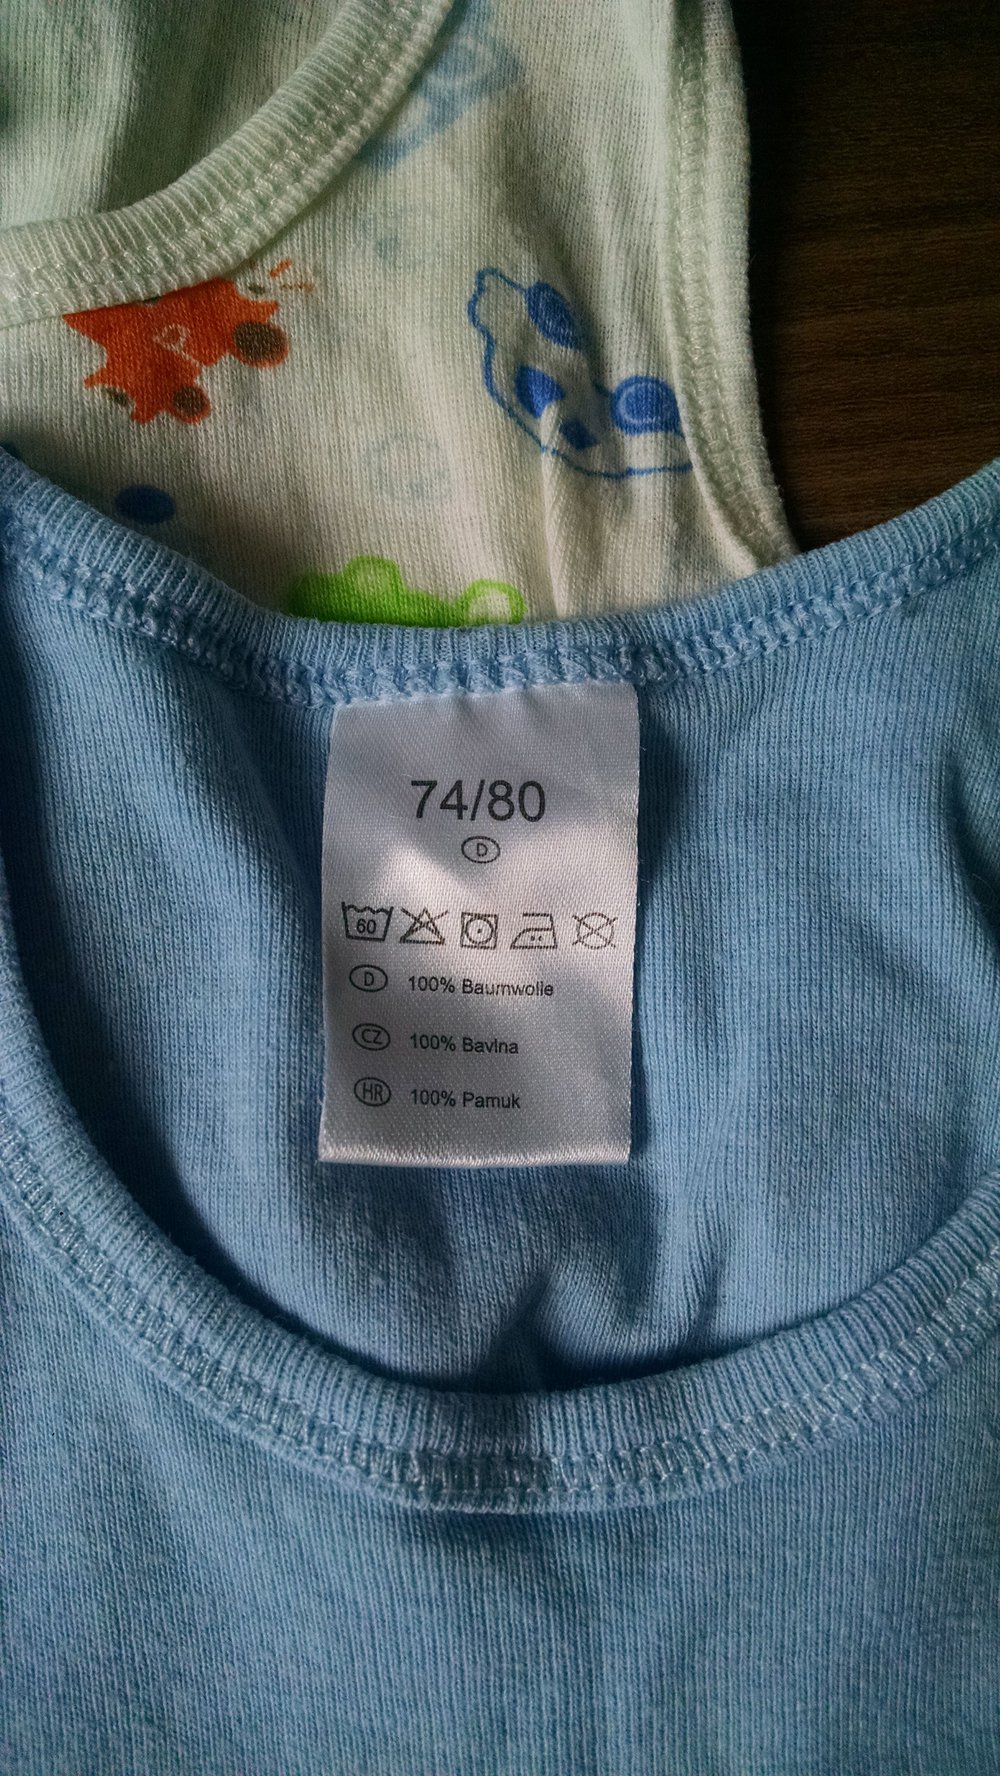 74/80
D
60
D 100% Baumwolle
CZ 100% Bavlna
HR 100% Pamuk